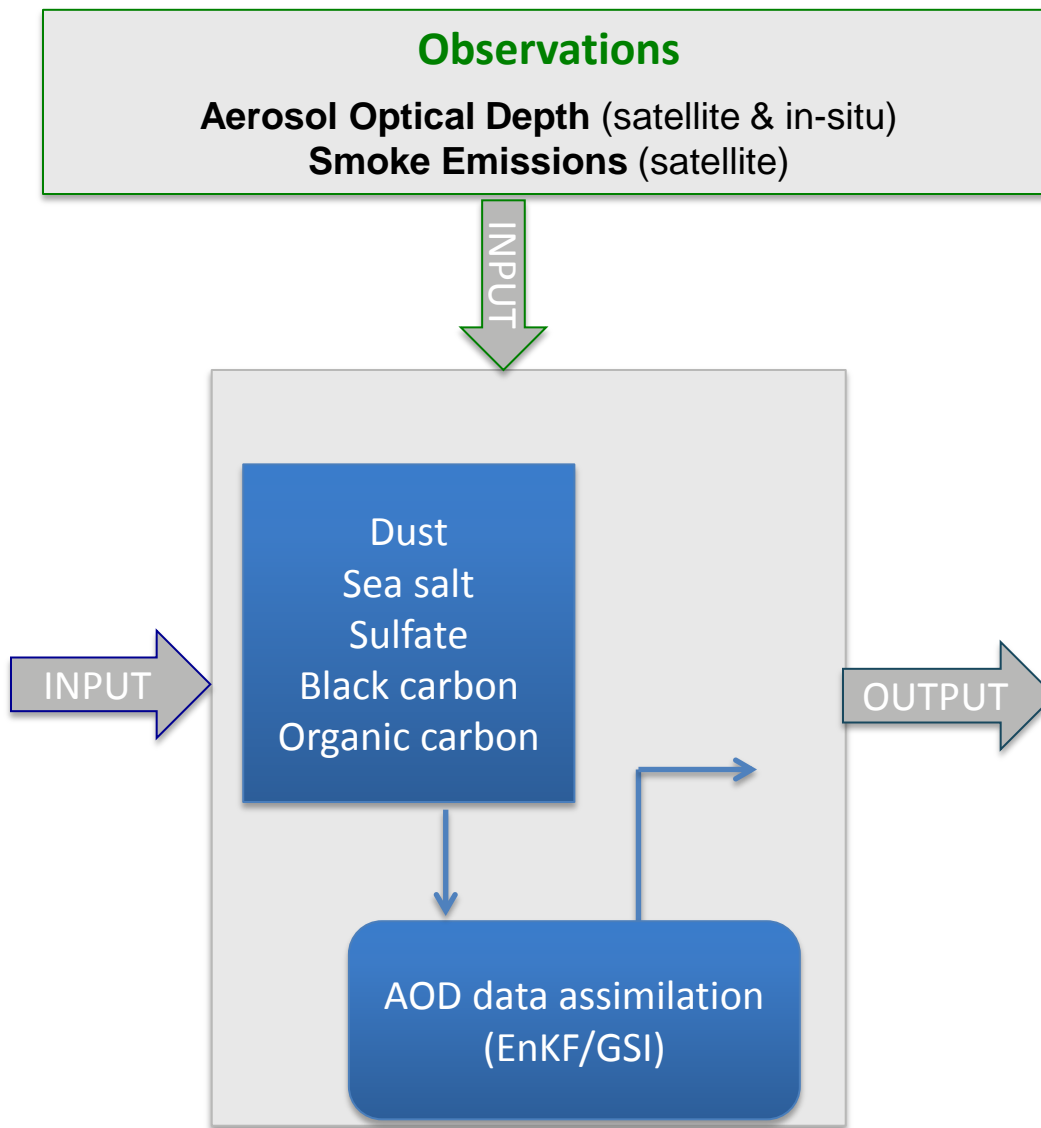 Observations
Aerosol Optical Depth (satellite & in-situ)
Smoke Emissions (satellite)
INPUT
Dust
Sea salt
Sulfate
Black carbon
Organic carbon
INPUT
OUTPUT
AOD data assimilation
(EnKF/GSI)